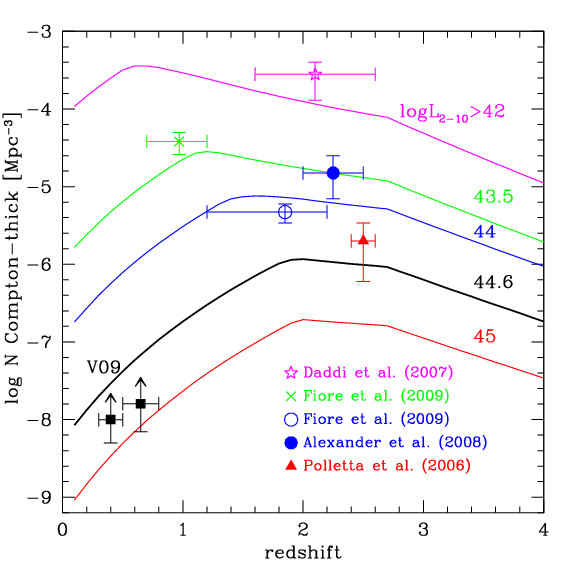 −3
−4
−5
−6
−7
−8
−9
log N Compton−thick [Mpc⁻³]
logL₂₋₁₀>42
43.5
44
44.6
45
V09
Daddi et al. (2007)
Fiore et al. (2009)
Fiore et al. (2009)
Alexander et al. (2008)
Polletta et al. (2006)
0 1 2 3 4
redshift